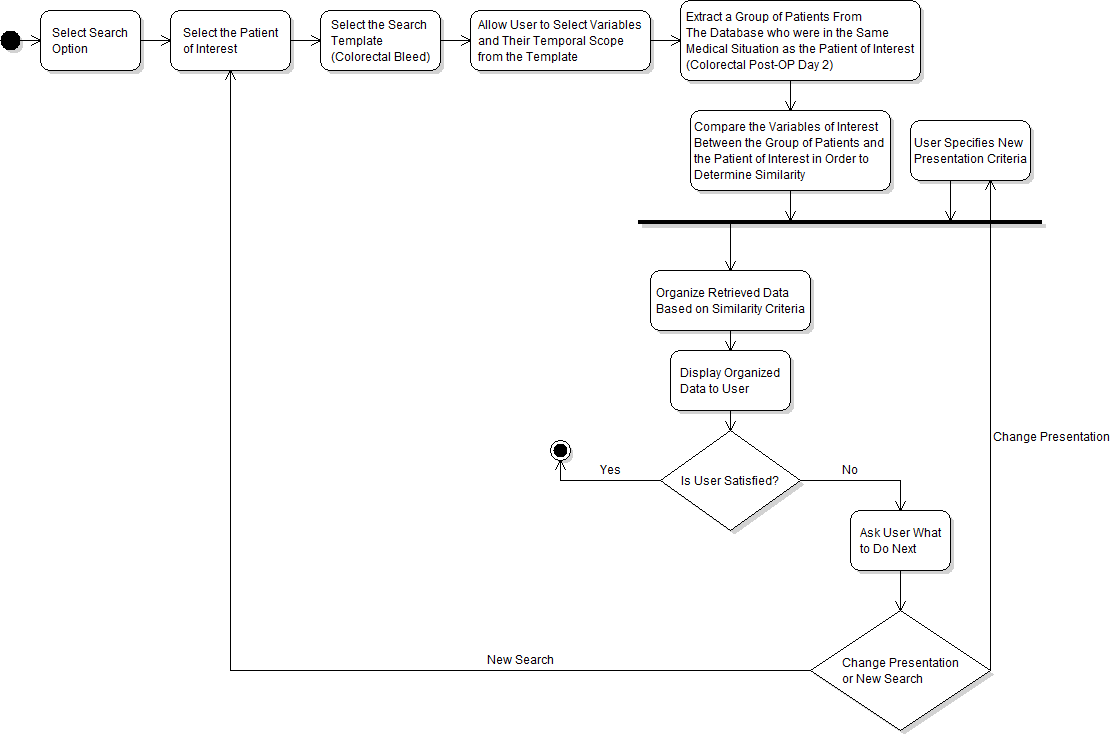 Select Search
Option
Select the Patient
of Interest
Select the Search
Template
(Colorectal Bleed)
Allow User to Select Variables
and Their Temporal Scope
from the Template
Extract a Group of Patients From
The Database who were in the Same
Medical Situation as the Patient of Interest
(Colorectal Post-OP Day 2)
Compare the Variables of Interest
Between the Group of Patients and
the Patient of Interest in Order to
Determine Similarity
User Specifies New
Presentation Criteria
Organize Retrieved Data
Based on Similarity Criteria
Display Organized
Data to User
Change Presentation
Yes
Is User Satisfied?
No
Ask User What
to Do Next
New Search
Change Presentation
or New Search